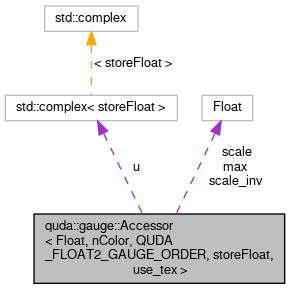 std::complex
< storeFloat >
std::complex< storeFloat >
Float
u
scale
max
scale_inv
quda::gauge::Accessor
< Float, nColor, QUDA
_FLOAT2_GAUGE_ORDER, storeFloat,
use_tex >